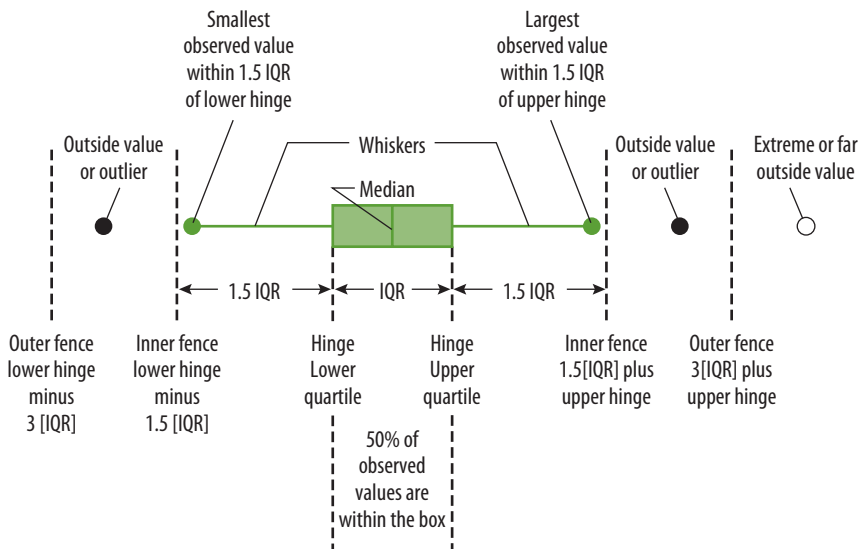 Smallest
observed value
within 1.5 IQR
of lower hinge
Largest
observed value
within 1.5 IQR
of upper hinge
Outside value
or outlier
Whiskers
Median
Outside value
or outlier
Extreme or far
outside value
1.5 IQR
IQR
1.5 IQR
Outer fence
lower hinge
minus
3 [IQR]
Inner fence
lower hinge
minus
1.5 [IQR]
Hinge
Lower
quartile
Hinge
Upper
quartile
Inner fence
1.5[IQR] plus
upper hinge
Outer fence
3[IQR] plus
upper hinge
50% of
observed
values are
within the box